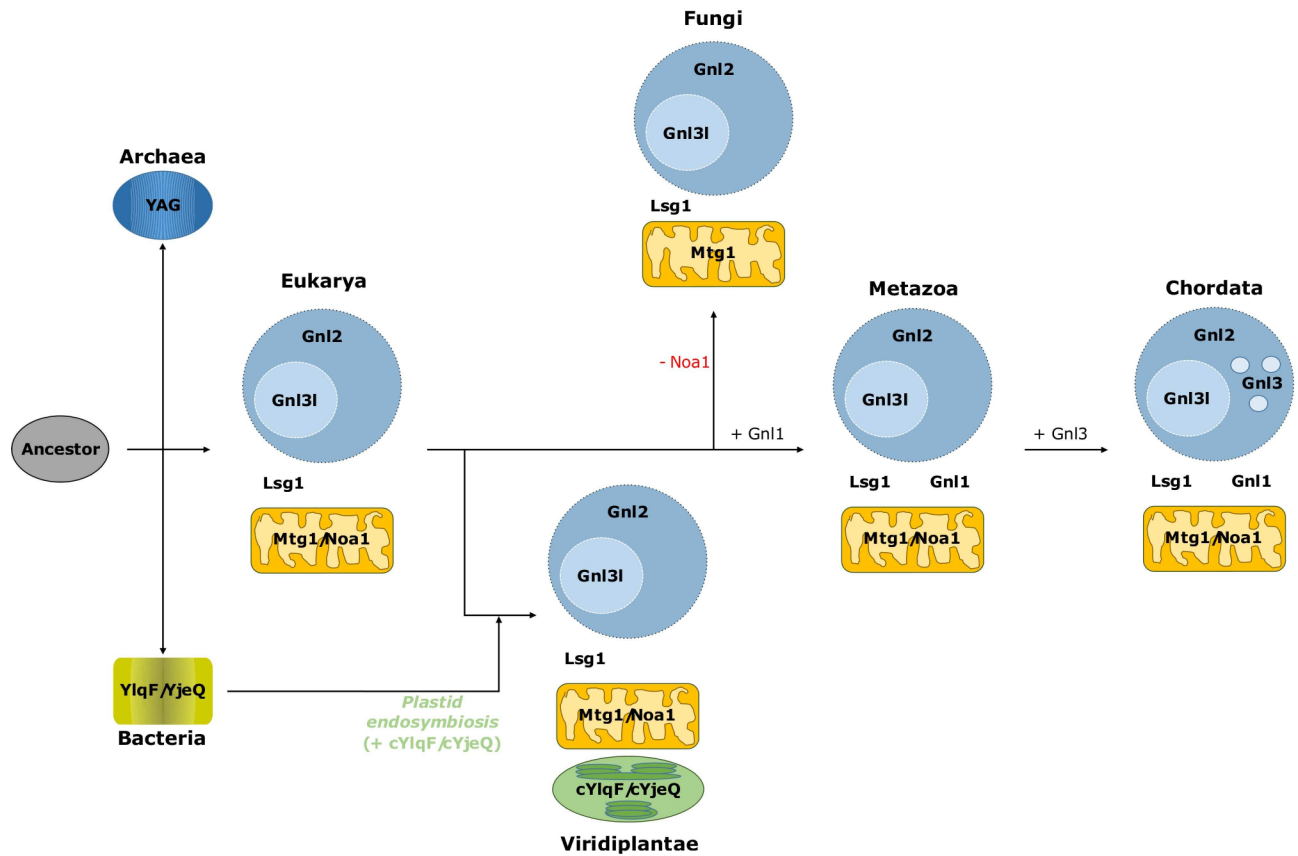 Fungi
Gnl2
Gnl3l
Lsg1
Mtg1
Archaea
YAG
Eukarya
Gnl2
Gnl3l
Lsg1
Mtg1/Noa1
Ancestor
- Noa1
+ Gnl1
Metazoa
Gnl2
Gnl3l
Lsg1 Gnl1
Mtg1/Noa1
+ Gnl3
Chordata
Gnl2
Gnl3
Gnl3l
Lsg1 Gnl1
Mtg1/Noa1
YlqF/YjeQ
Bacteria
Plastid
endosymbiosis
(+ cYlqF/cYjeQ)
Gnl2
Gnl3l
Lsg1
Mtg1/Noa1
cYlqF/cYjeQ
Viridiplantae